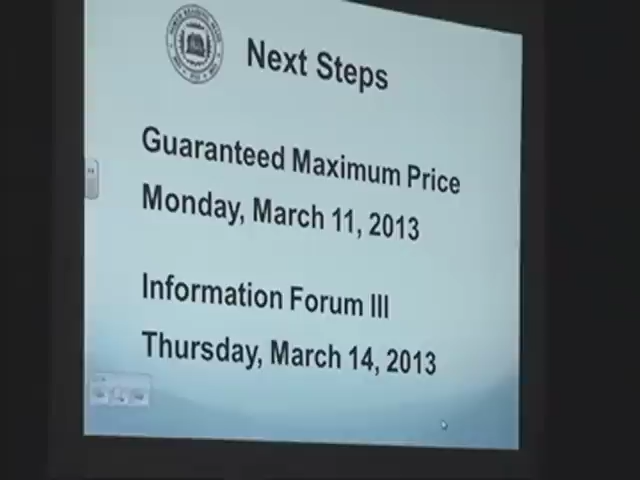 Next Steps
Guaranteed Maximum Price
Monday, March 11, 2013
Information Forum III
Thursday, March 14, 2013